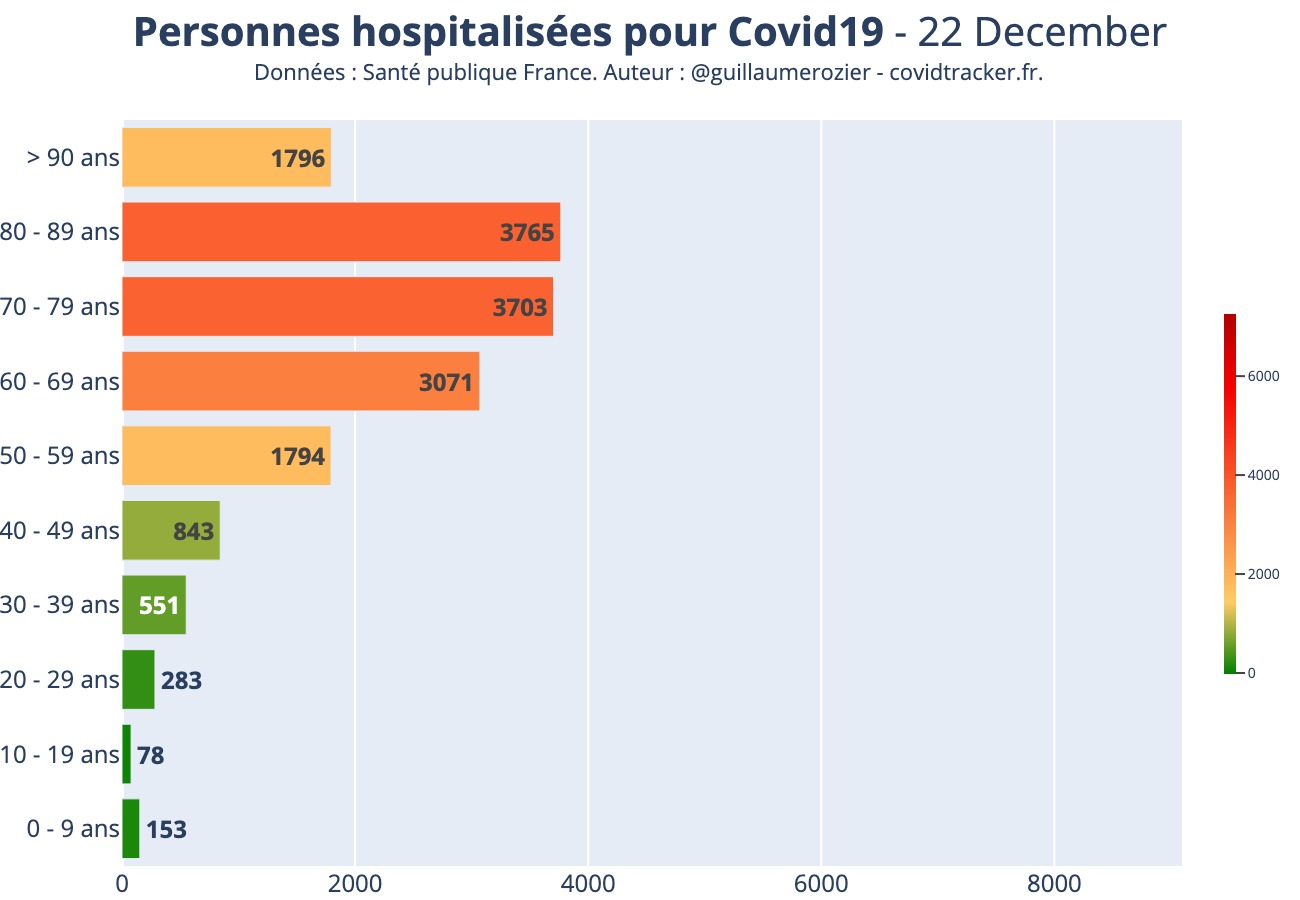 Personnes hospitalisées pour Covid19 - 22 December
Données : Santé publique France. Auteur : @guillaumerozier - covidtracker.fr.
> 90 ans 1796
80 - 89 ans 3765
70 - 79 ans 3703
60 - 69 ans 3071
50 - 59 ans 1794
40 - 49 ans 843
30 - 39 ans 551
20 - 29 ans 283
10 - 19 ans 78
0 - 9 ans 153
0 2000 4000 6000 8000
6000
4000
2000
0